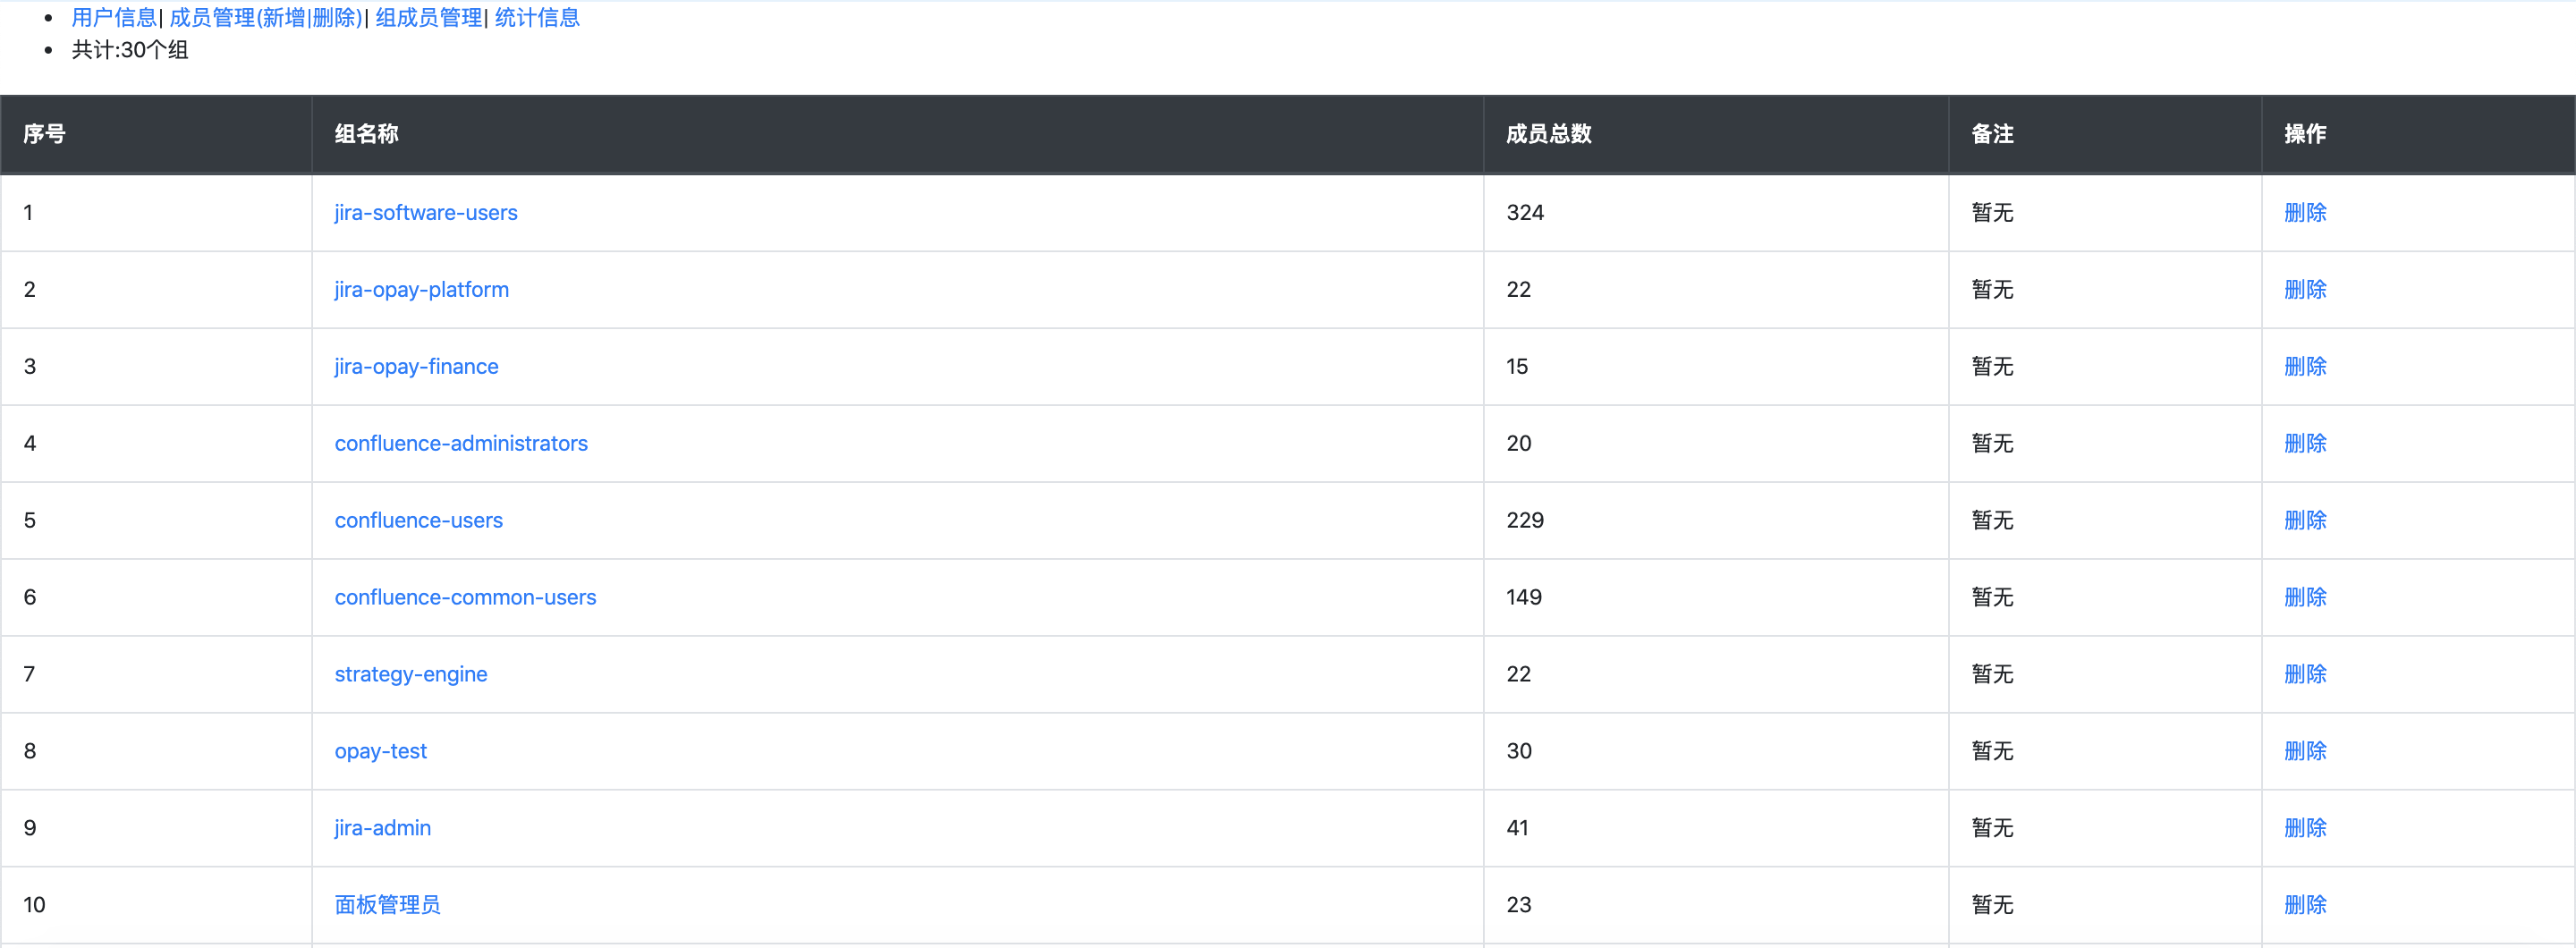 用户信息| 成员管理(新增|删除)| 组成员管理| 统计信息
共计:30个组
序号 组名称 成员总数 备注 操作
1 jira-software-users 324 暂无 删除
2 jira-opay-platform 22 暂无 删除
3 jira-opay-finance 15 暂无 删除
4 confluence-administrators 20 暂无 删除
5 confluence-users 229 暂无 删除
6 confluence-common-users 149 暂无 删除
7 strategy-engine 22 暂无 删除
8 opay-test 30 暂无 删除
9 jira-admin 41 暂无 删除
10 面板管理员 23 暂无 删除